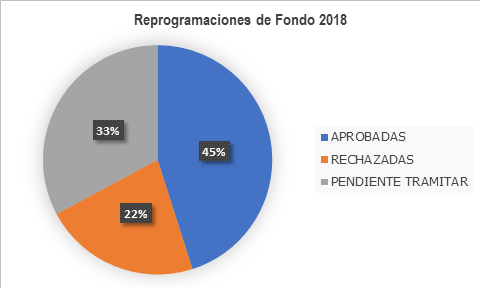 Reprogramaciones de Fondo 2018
33%
45%
22%
APROBADAS
RECHAZADAS
PENDIENTE TRAMITAR